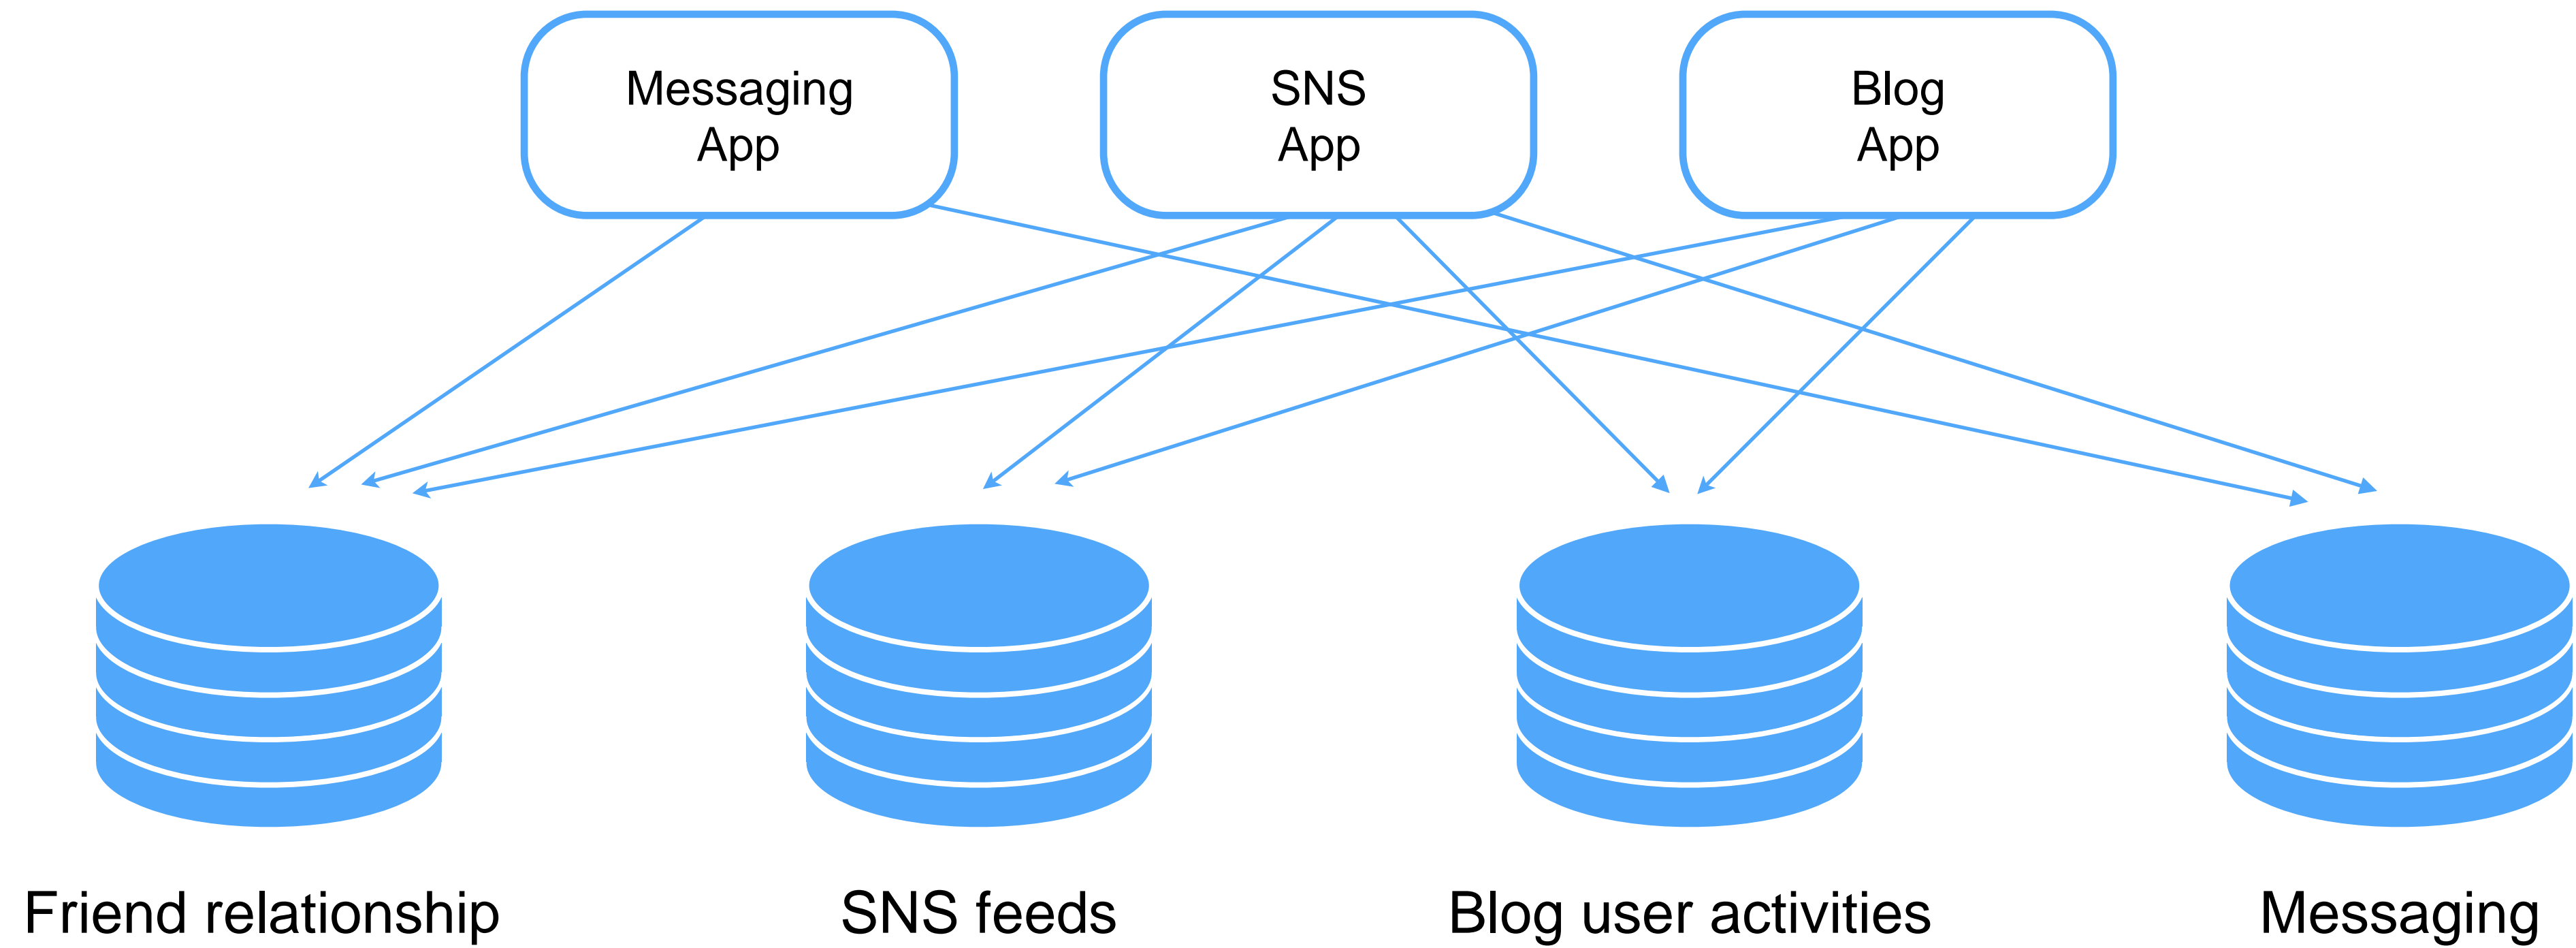 Messaging
App
SNS
App
Blog
App
Friend relationship
SNS feeds
Blog user activities
Messaging